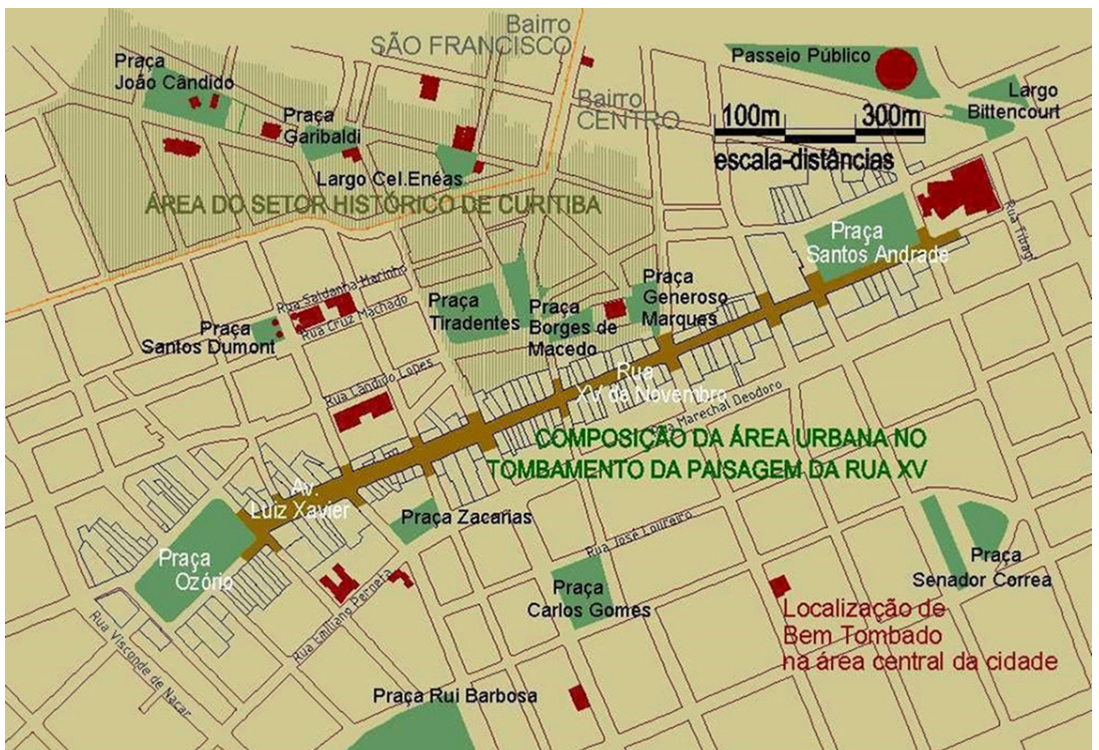 Bairro
SÃO FRANCISCO
Praça
João Cândido
Passeio Público
Bairro
CENTRO
Largo
Bittencourt
Praça
Garibaldi
100m 300m
escala-distâncias
Largo Cel.Enéas
ÁREA DO SETOR HISTÓRICO DE CURITIBA
Rua Tibagi
Praça
Santos Andrade
Rua Saldanha Marinho
Rua Cruz Machado
Praça
Tiradentes
Praça
Borges de
Macedo
Praça
Generoso
Marques
Praça
Santos Dumont
Rua
XV de Novembro
Rua Cândido Lopes
Rua Marechal Deodoro
COMPOSIÇÃO DA ÁREA URBANA NO
TOMBAMENTO DA PAISAGEM DA RUA XV
Av.
Luiz Xavier
Praça Zacarias
Rua José Loureiro
Praça
Ozório
Praça
Carlos Gomes
Praça
Senador Correa
Rua Emiliano Perneta
Rua Visconde de Nacar
Localização de
Bem Tombado
na área central da cidade
Praça Rui Barbosa